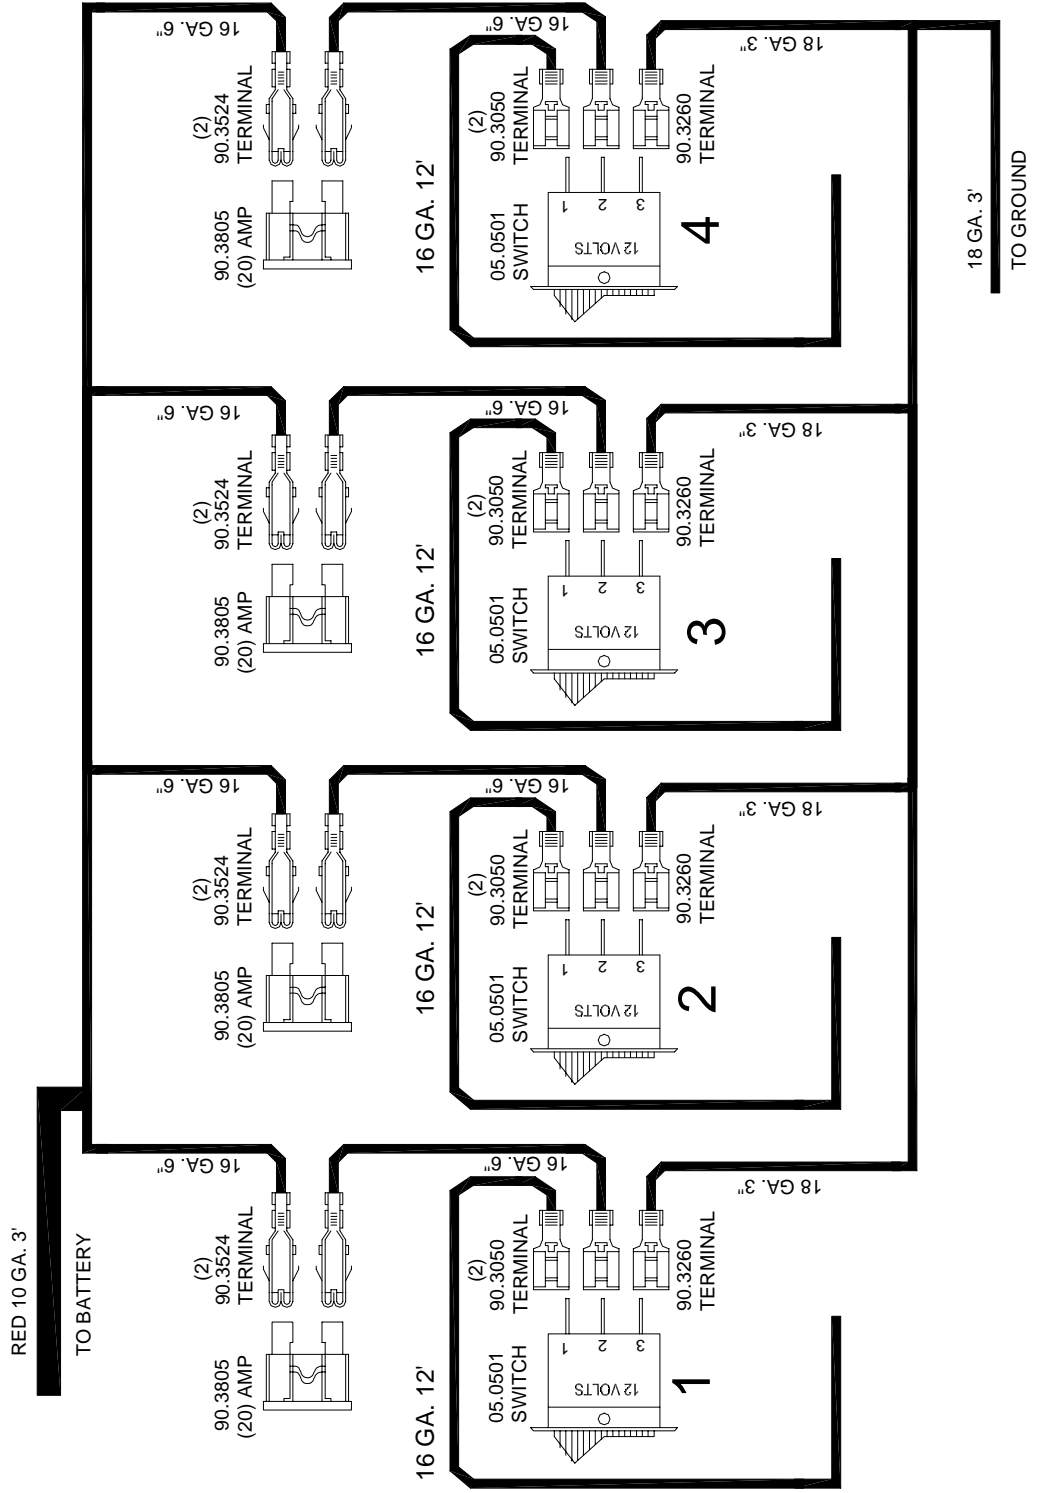 RED 10 GA. 3'
TO BATTERY
90.3805
(20) AMP
(2)
90.3524
TERMINAL
16 GA. 6"
16 GA. 12'
05.0501
SWITCH
(2)
90.3050
TERMINAL
16 GA. 6"
12 VOLTS
1
2
3
90.3260
TERMINAL
18 GA. 3"
1
90.3805
(20) AMP
(2)
90.3524
TERMINAL
16 GA. 6"
16 GA. 12'
05.0501
SWITCH
(2)
90.3050
TERMINAL
16 GA. 6"
12 VOLTS
1
2
3
90.3260
TERMINAL
18 GA. 3"
2
90.3805
(20) AMP
(2)
90.3524
TERMINAL
16 GA. 6"
16 GA. 12'
05.0501
SWITCH
(2)
90.3050
TERMINAL
16 GA. 6"
12 VOLTS
1
2
3
90.3260
TERMINAL
18 GA. 3"
3
90.3805
(20) AMP
(2)
90.3524
TERMINAL
16 GA. 6"
16 GA. 12'
05.0501
SWITCH
(2)
90.3050
TERMINAL
16 GA. 6"
12 VOLTS
1
2
3
90.3260
TERMINAL
18 GA. 3"
4
18 GA. 3'
TO GROUND